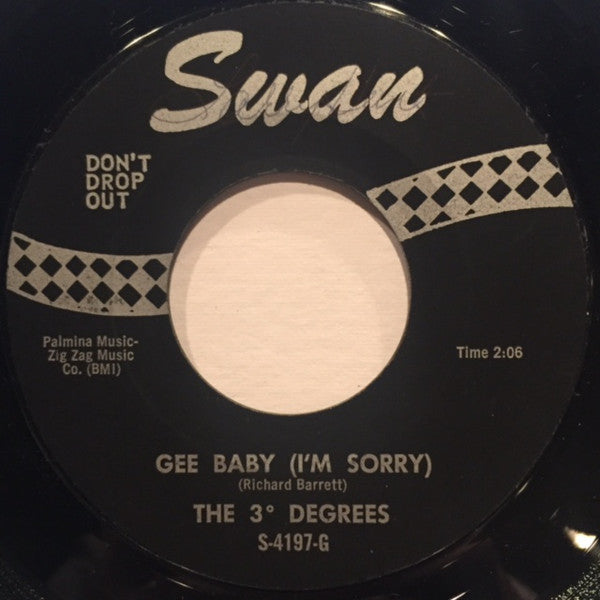 Swan
DON'T
DROP
OUT
Palmina Music-
Zig Zag Music
Co. (BMI)
Time 2:06
GEE BABY (I'M SORRY)
(Richard Barrett)
THE 3° DEGREES
S-4197-G